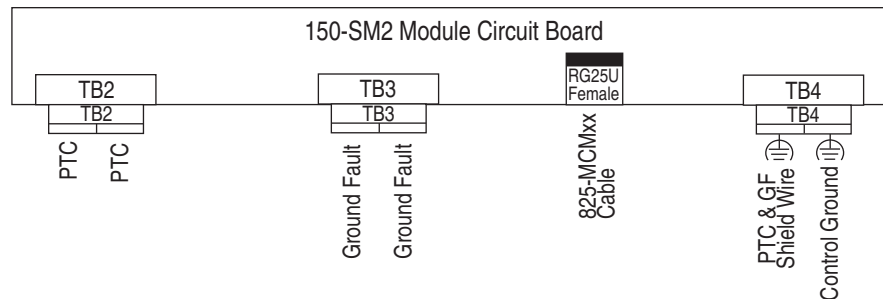 150-SM2 Module Circuit Board
TB2
TB2
PTC
PTC
TB3
TB3
Ground Fault
Ground Fault
RG25U
Female
825-MCMxx
Cable
TB4
TB4
PTC & GF
Shield Wire
Control Ground